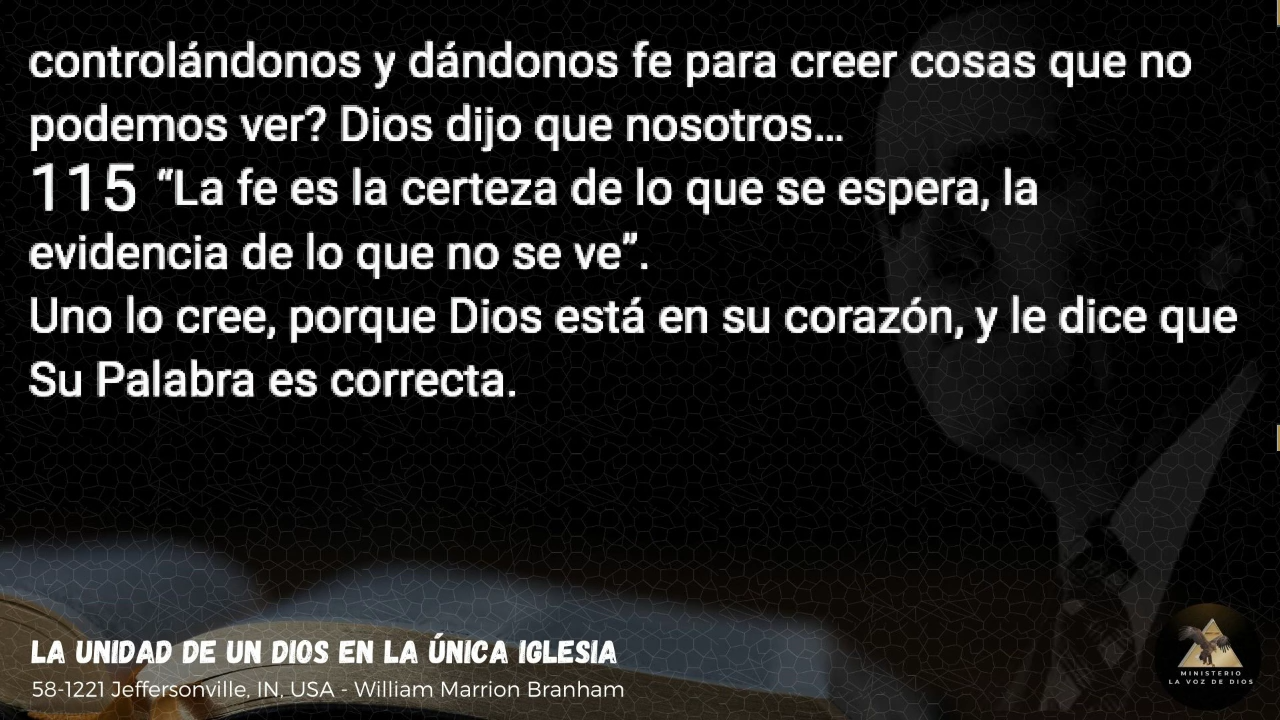 controlándonos y dándonos fe para creer cosas que no
podemos ver? Dios dijo que nosotros...
115 “La fe es la certeza de lo que se espera, la
evidencia de lo que no se ve”.
Uno lo cree, porque Dios está en su corazón, y le dice que
Su Palabra es correcta.
LA UNIDAD DE UN DIOS EN LA ÚNICA IGLESIA
58-1221 Jeffersonville, IN, USA - William Marrion Branham
MINISTERIO
LA VOZ DE DIOS